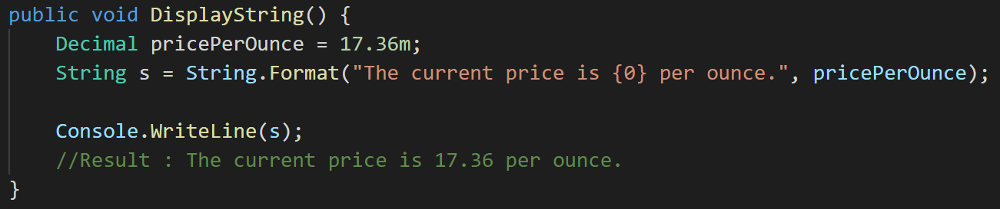 public void DisplayString() {
    Decimal pricePerOunce = 17.36m;
    String s = String.Format("The current price is {0} per ounce.", pricePerOunce);
    Console.WriteLine(s);
    //Result : The current price is 17.36 per ounce.
}